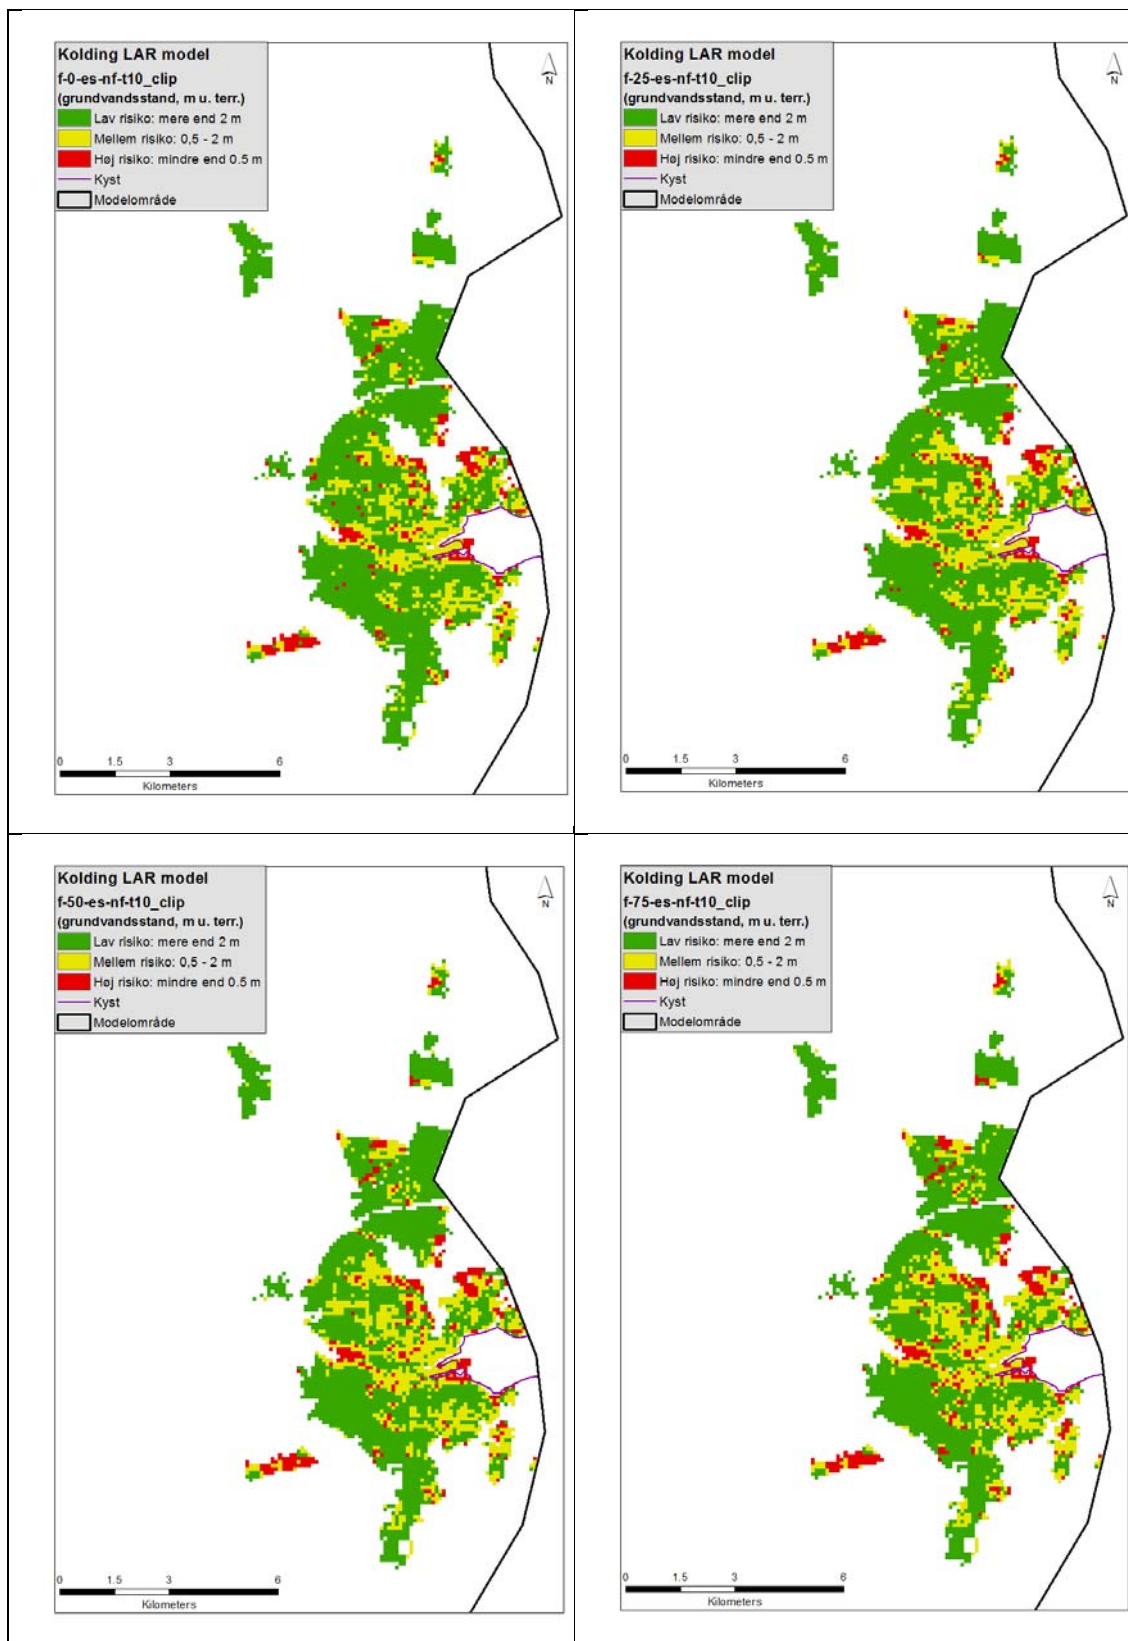 Kolding LAR model
f-0-es-nf-t10_clip
(grundvandsstand, m u. terr.)
Lav risiko: mere end 2 m
Mellem risiko: 0,5 - 2 m
Høj risiko: mindre end 0.5 m
Kyst
Modelområde
N
0 1.5 3 6
Kilometers
Kolding LAR model
f-25-es-nf-t10_clip
(grundvandsstand, m u. terr.)
Lav risiko: mere end 2 m
Mellem risiko: 0,5 - 2 m
Høj risiko: mindre end 0.5 m
Kyst
Modelområde
N
0 1.5 3 6
Kilometers
Kolding LAR model
f-50-es-nf-t10_clip
(grundvandsstand, m u. terr.)
Lav risiko: mere end 2 m
Mellem risiko: 0,5 - 2 m
Høj risiko: mindre end 0.5 m
Kyst
Modelområde
N
0 1.5 3 6
Kilometers
Kolding LAR model
f-75-es-nf-t10_clip
(grundvandsstand, m u. terr.)
Lav risiko: mere end 2 m
Mellem risiko: 0,5 - 2 m
Høj risiko: mindre end 0.5 m
Kyst
Modelområde
N
0 1.5 3 6
Kilometers